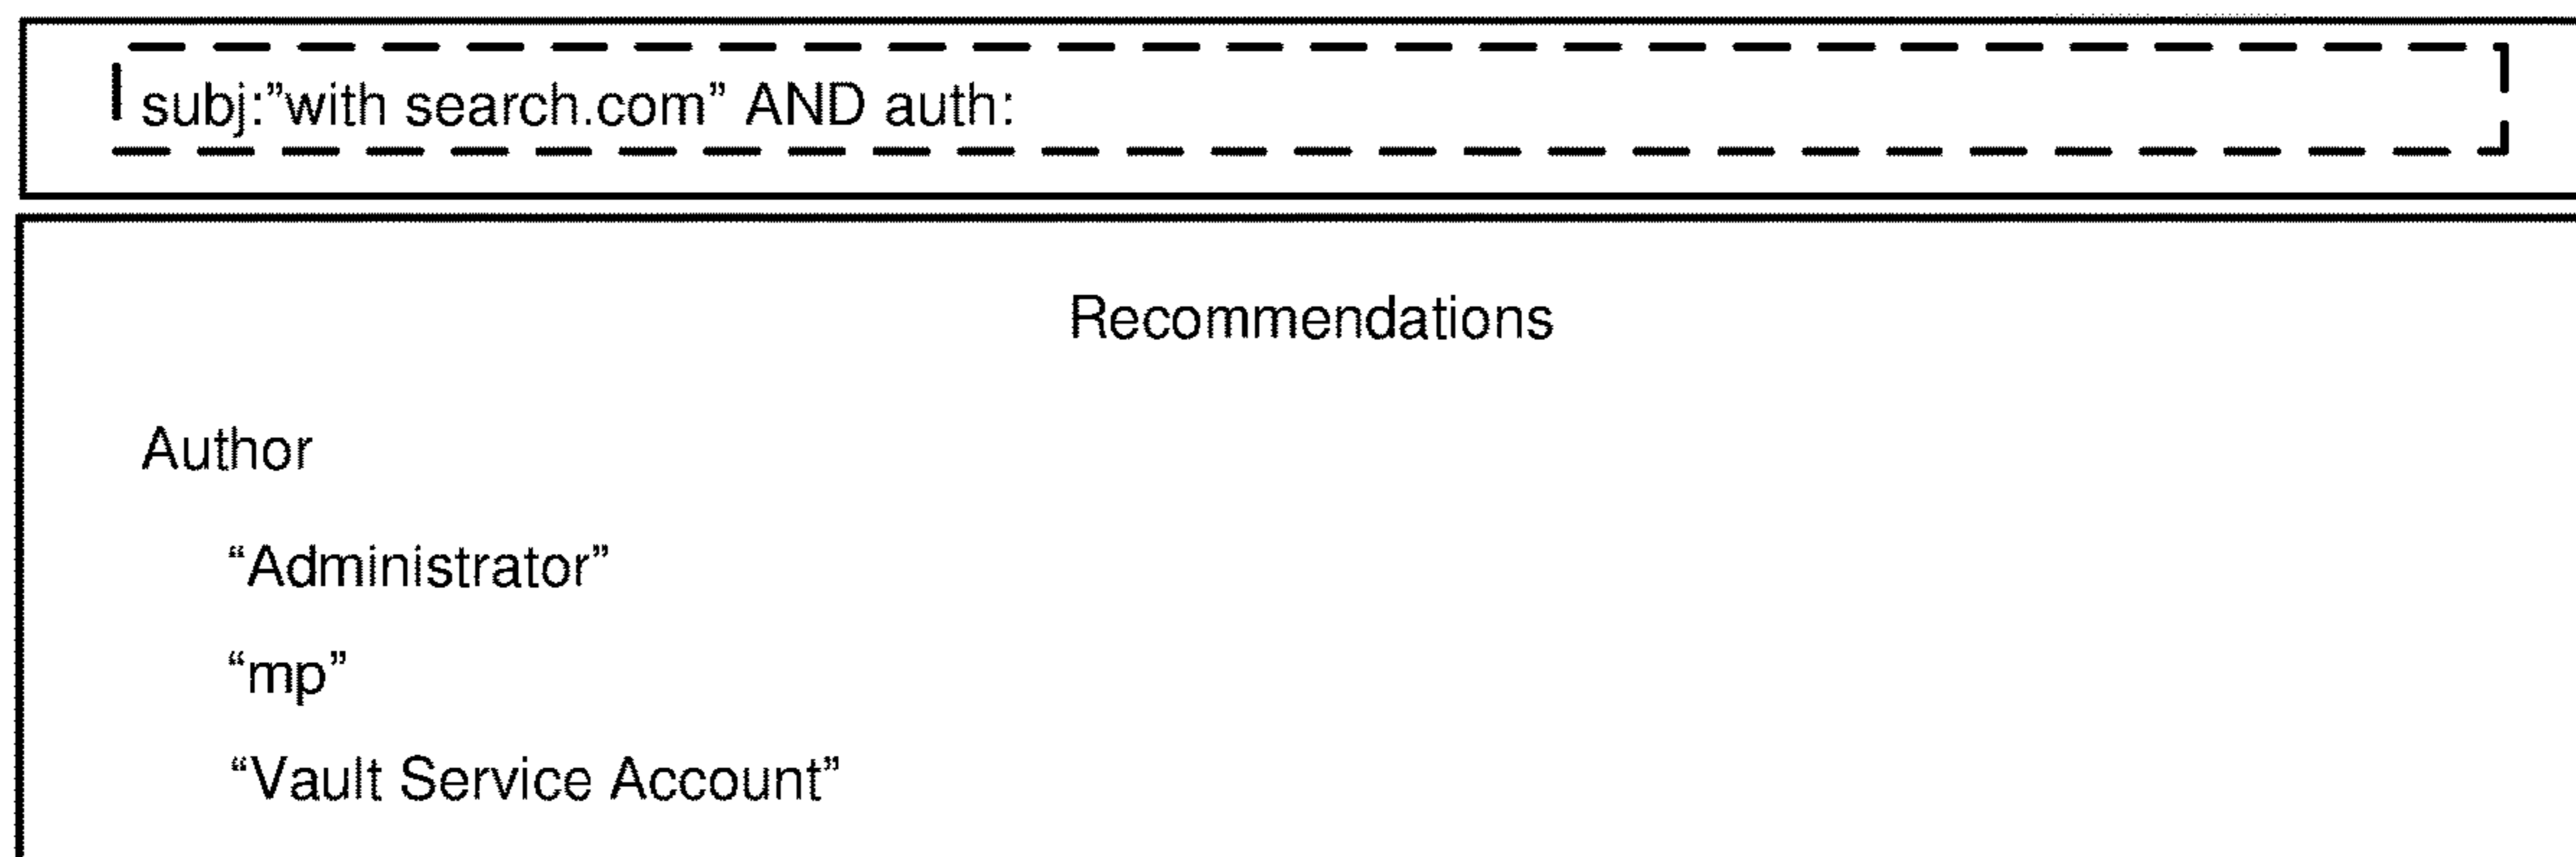 subj:”with search.com” AND auth:
Recommendations
Author
“Administrator”
“mp”
“Vault Service Account”